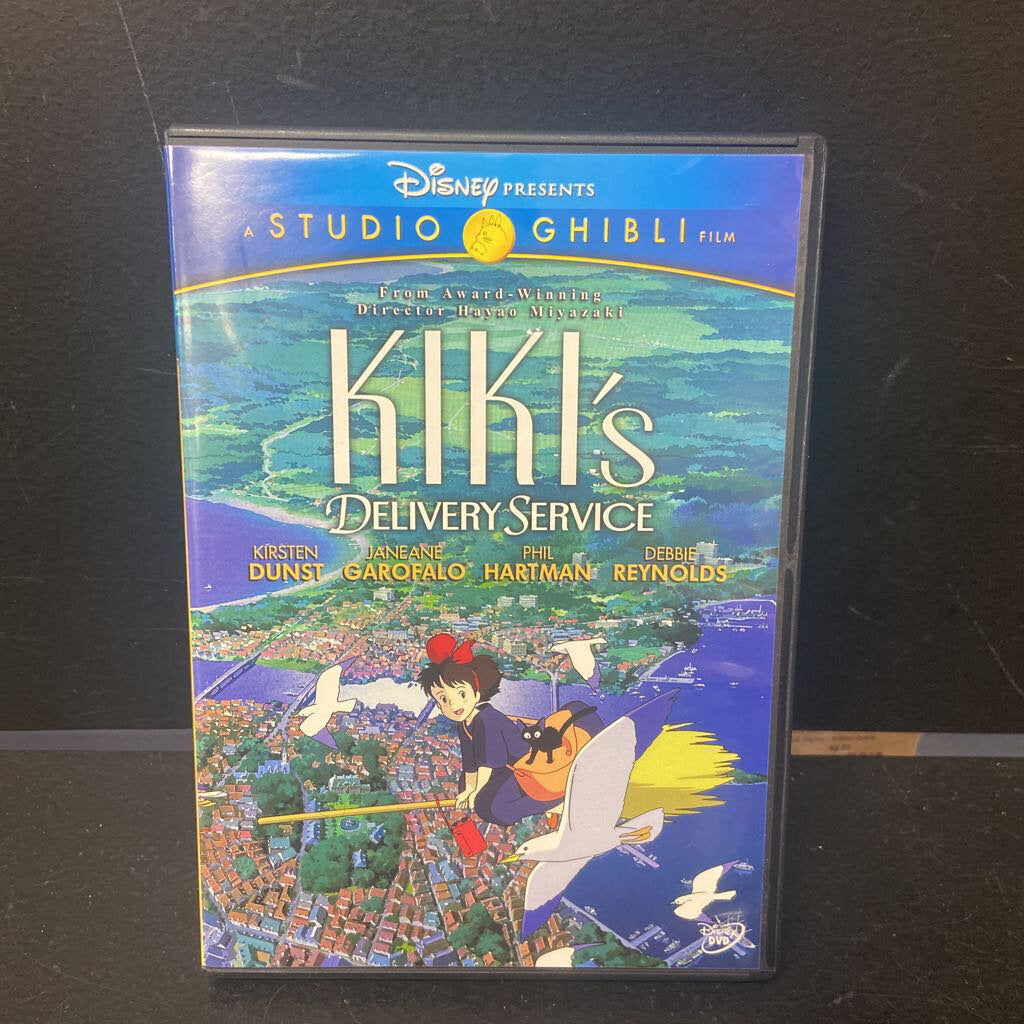 Disney PRESENTS
A STUDIO GHIBLI FILM
From Award-Winning
Director Hayao Miyazaki
KIKI's
DELIVERY SERVICE
KIRSTEN DUNST
JANEANE GAROFALO
PHIL HARTMAN
DEBBIE REYNOLDS
Disney
DVD